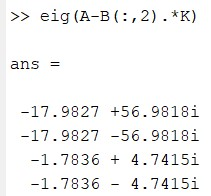 >> eig(A-B(:,2).*K)
ans =
-17.9827 +56.9818i
-17.9827 -56.9818i
-1.7836 + 4.7415i
-1.7836 - 4.7415i